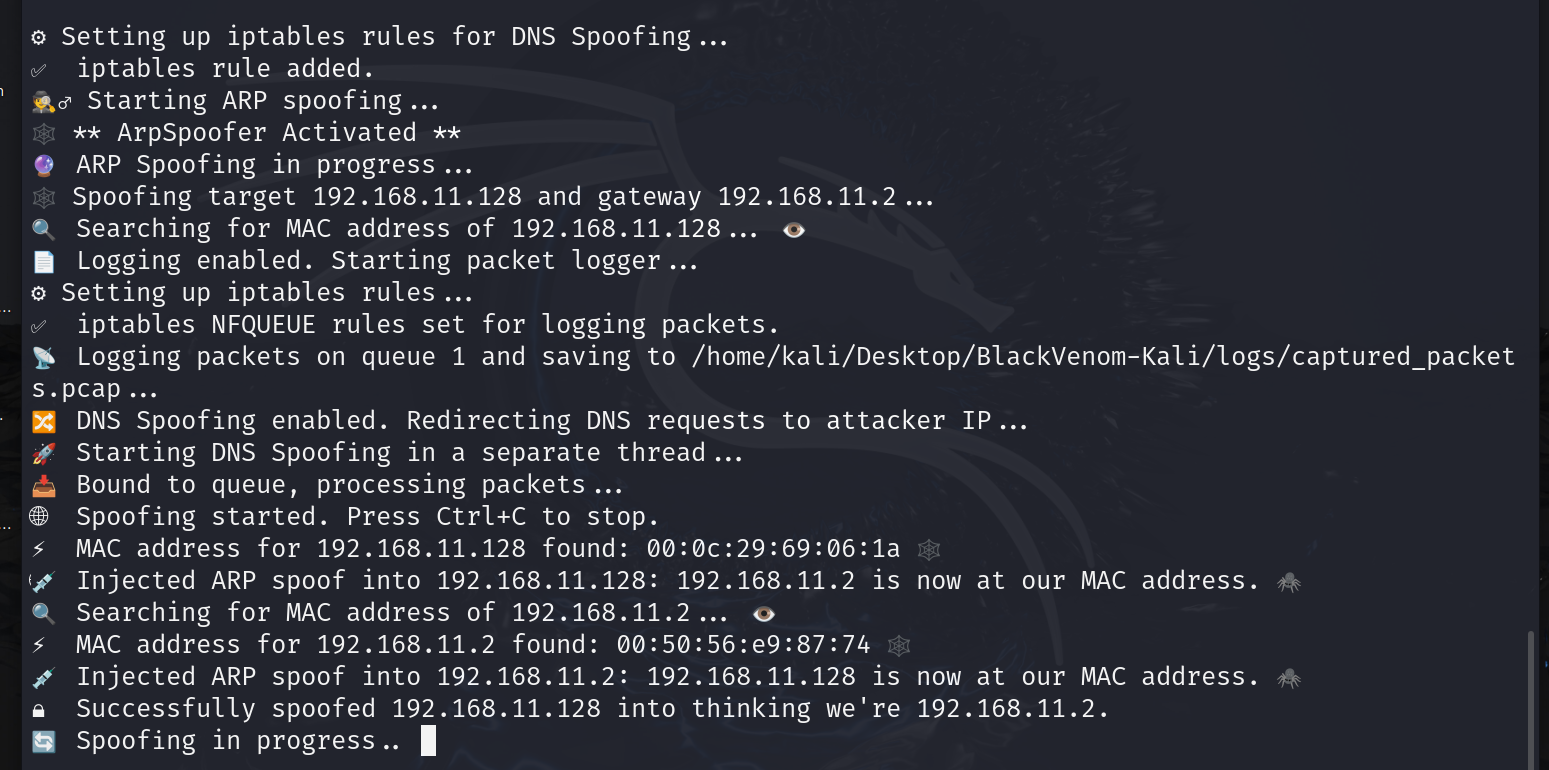 ⚙ Setting up iptables rules for DNS Spoofing...
✅ iptables rule added.
🕵️♂ Starting ARP spoofing...
🕸 ** ArpSpoofer Activated **
🔮 ARP Spoofing in progress...
🕸 Spoofing target 192.168.11.128 and gateway 192.168.11.2...
🔍 Searching for MAC address of 192.168.11.128... 👁
📄 Logging enabled. Starting packet logger...
⚙ Setting up iptables rules...
✅ iptables NFQUEUE rules set for logging packets.
📡 Logging packets on queue 1 and saving to /home/kali/Desktop/BlackVenom-Kali/logs/captured_packet
s.pcap...
🔀 DNS Spoofing enabled. Redirecting DNS requests to attacker IP...
🚀 Starting DNS Spoofing in a separate thread...
📥 Bound to queue, processing packets...
🌐 Spoofing started. Press Ctrl+C to stop.
⚡ MAC address for 192.168.11.128 found: 00:0c:29:69:06:1a 🕸
💉 Injected ARP spoof into 192.168.11.128: 192.168.11.2 is now at our MAC address. 🕷
🔍 Searching for MAC address of 192.168.11.2... 👁
⚡ MAC address for 192.168.11.2 found: 00:50:56:e9:87:74 🕸
💉 Injected ARP spoof into 192.168.11.2: 192.168.11.128 is now at our MAC address. 🕷
🔒 Successfully spoofed 192.168.11.128 into thinking we're 192.168.11.2.
🔄 Spoofing in progress..